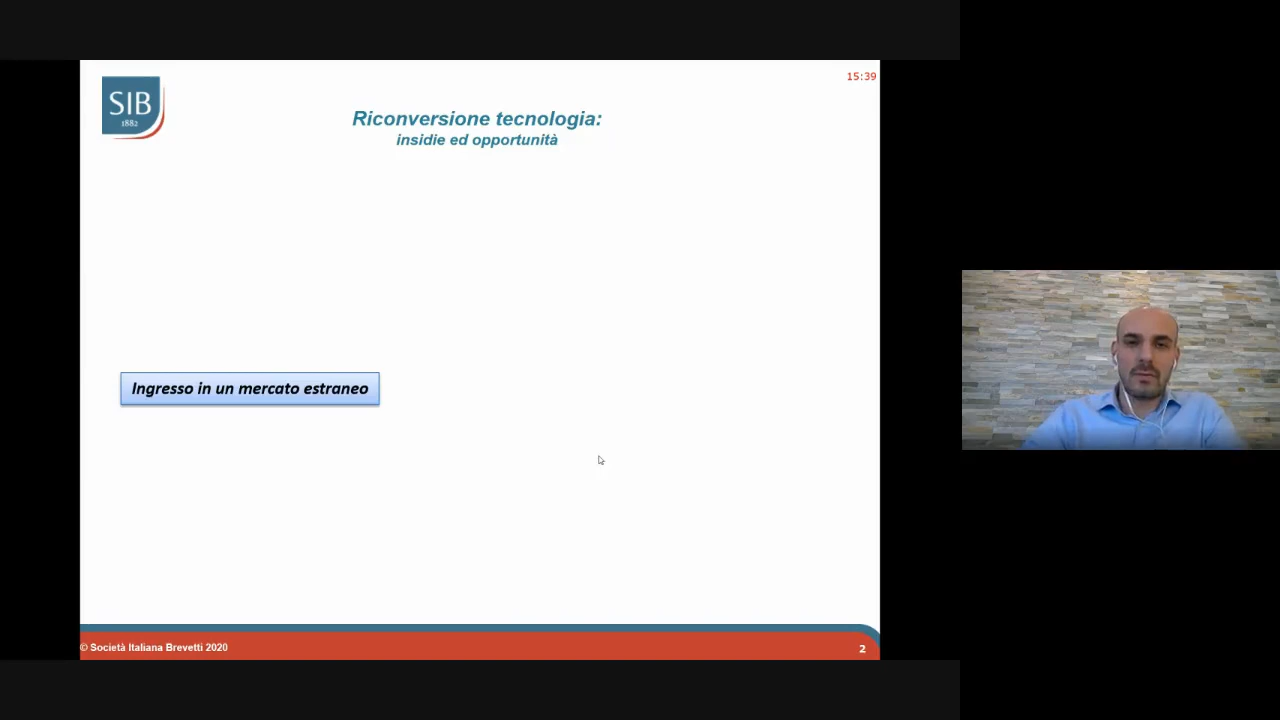 SIB
1882
15:39
Riconversione tecnologia:
insidie ed opportunità
Ingresso in un mercato estraneo
© Società Italiana Brevetti 2020
2